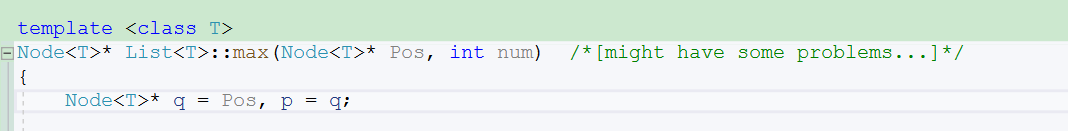 template <class T>
Node<T>* List<T>::max(Node<T>* Pos, int num)  /*[might have some problems...]*/
{
    Node<T>* q = Pos, p = q;